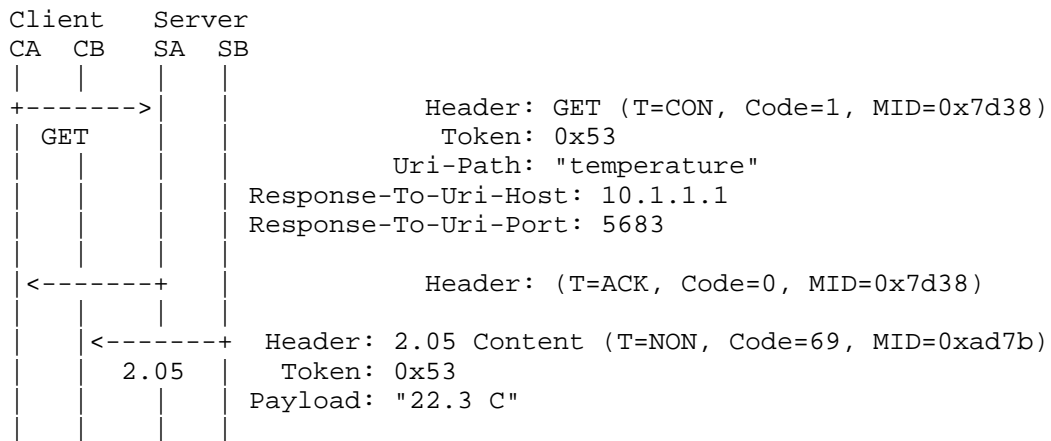 Client   Server
CA  CB   SA  SB
|   |    |   |
+------->|   |            Header: GET (T=CON, Code=1, MID=0x7d38)
| GET    |   |             Token: 0x53
|   |    |   |          Uri-Path: "temperature"
|   |    |   | Response-To-Uri-Host: 10.1.1.1
|   |    |   | Response-To-Uri-Port: 5683
|   |    |   |
|<-------+   |            Header: (T=ACK, Code=0, MID=0x7d38)
|   |    |   |
|   |<-------+  Header: 2.05 Content (T=NON, Code=69, MID=0xad7b)
|   |  2.05  |   Token: 0x53
|   |    |   | Payload: "22.3 C"
|   |    |   |